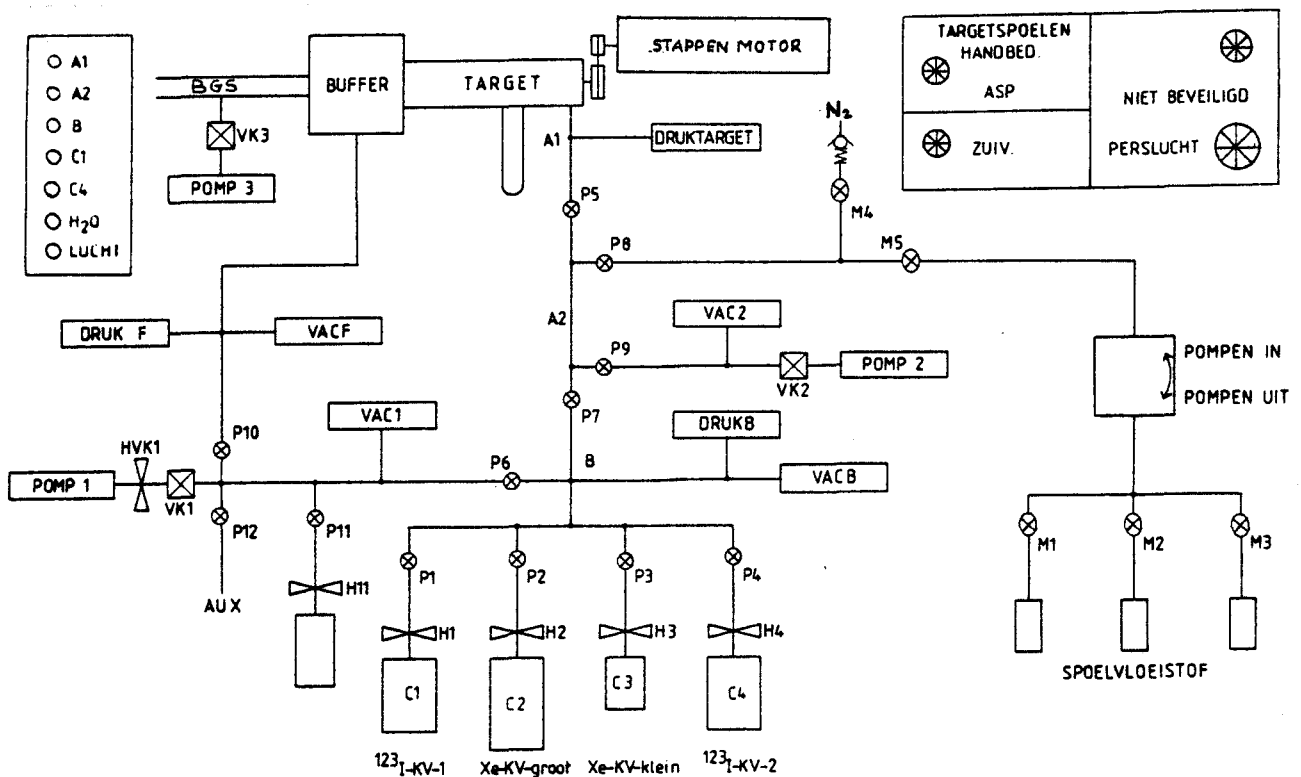 A1
A2
B
C1
C4
H₂O
LUCHT
BGS
BUFFER
TARGET
STAPPEN MOTOR
VK3
POMP 3
A1
DRUKTARGET
P5
N₂
M4
TARGETSPOELEN
HANDBED.
ASP
ZUIV.
NIET BEVEILIGD
PERSLUCHT
P8
M5
DRUK F
VACF
A2
VAC2
P9
VK2
POMP 2
POMPEN IN
POMPEN UIT
P7
VAC1
DRUKB
P10
HVK1
POMP 1
VK1
P6
B
VACB
P12
P11
AUX
H11
P1
P2
P3
P4
M1
M2
M3
H1
H2
H3
H4
C1
C2
C3
C4
SPOELVLOEISTOF
¹²³I-KV-1
Xe-KV-groot
Xe-KV-klein
¹²³I-KV-2